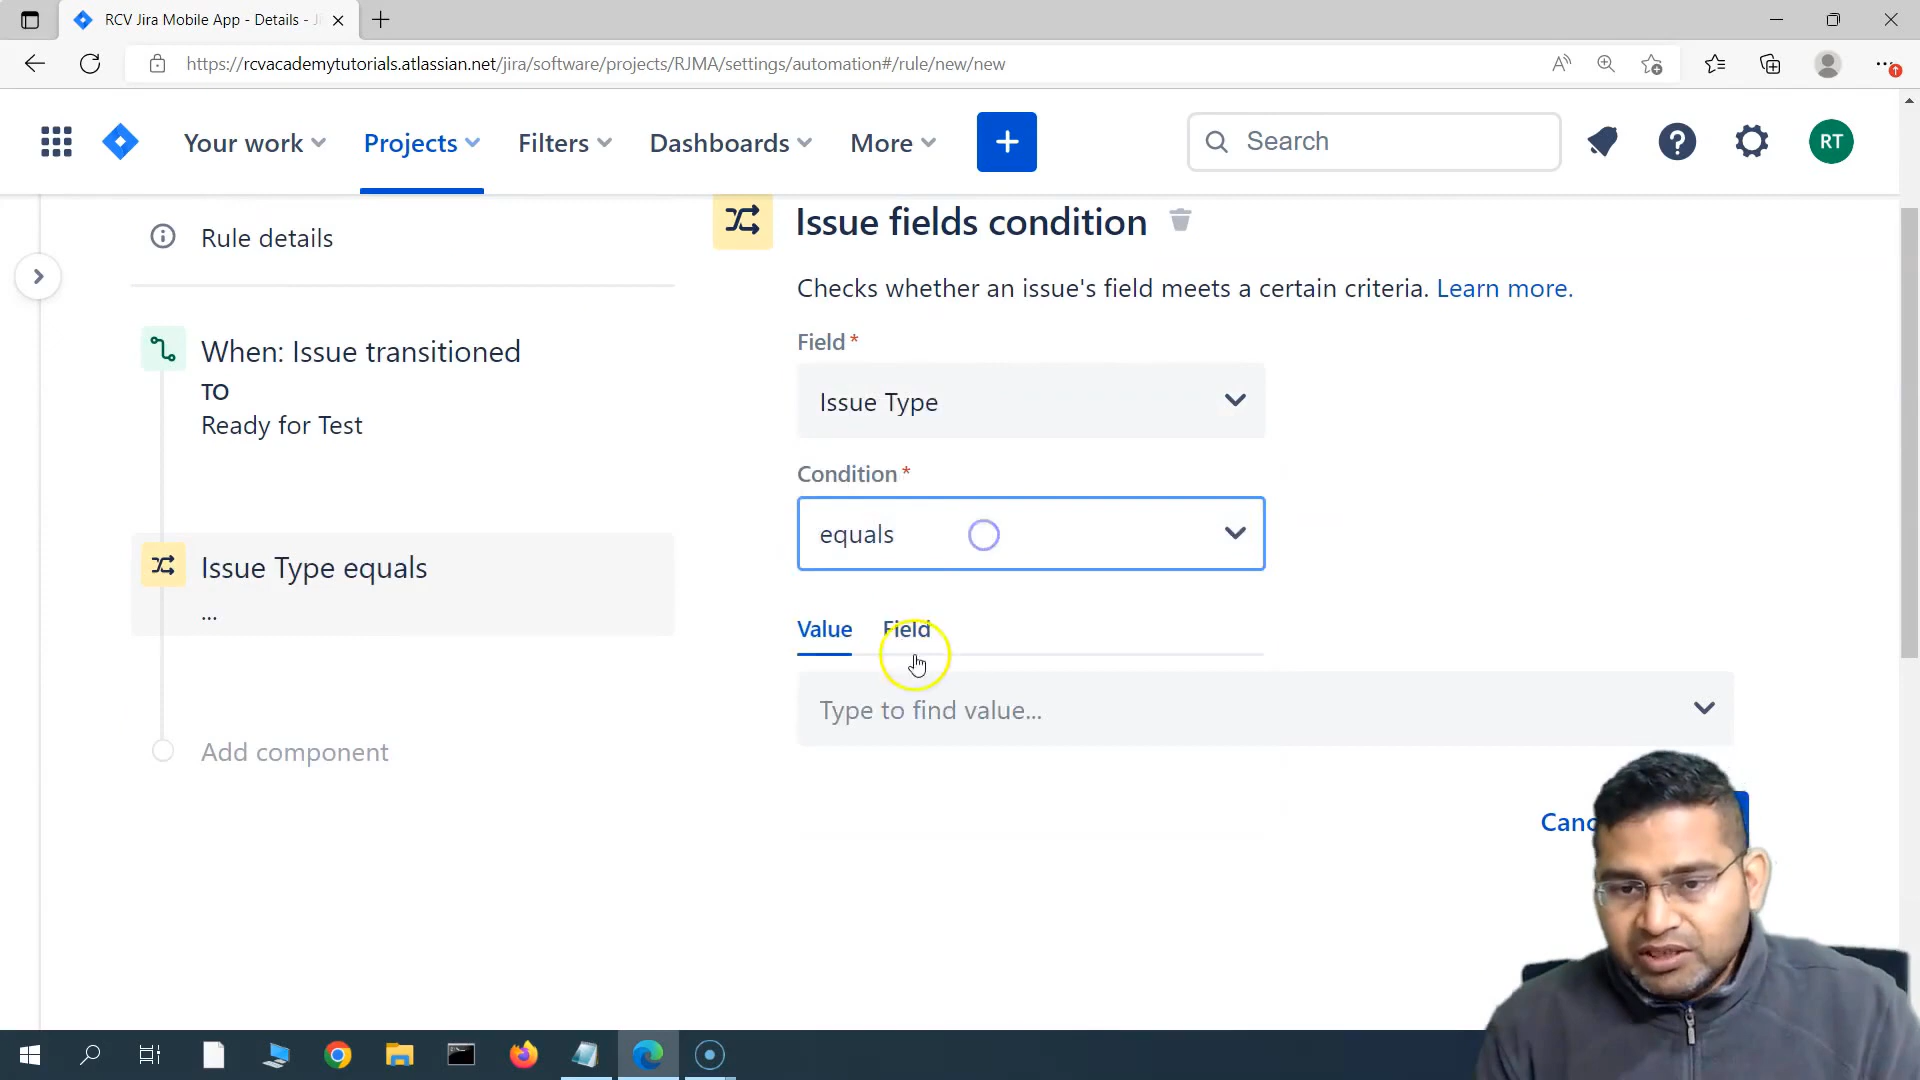 RCV Jira Mobile App - Details - Ji
https://rcvacademytutorials.atlassian.net/jira/software/projects/RJMA/settings/automation#/rule/new/new
Your work
Projects
Filters
Dashboards
More
+
Search
RT
Rule details
When: Issue transitioned
TO
Ready for Test
Issue Type equals
...
Add component
Issue fields condition
Checks whether an issue's field meets a certain criteria. Learn more.
Field *
Issue Type
Condition *
equals
Value
Field
Type to find value...
Canc